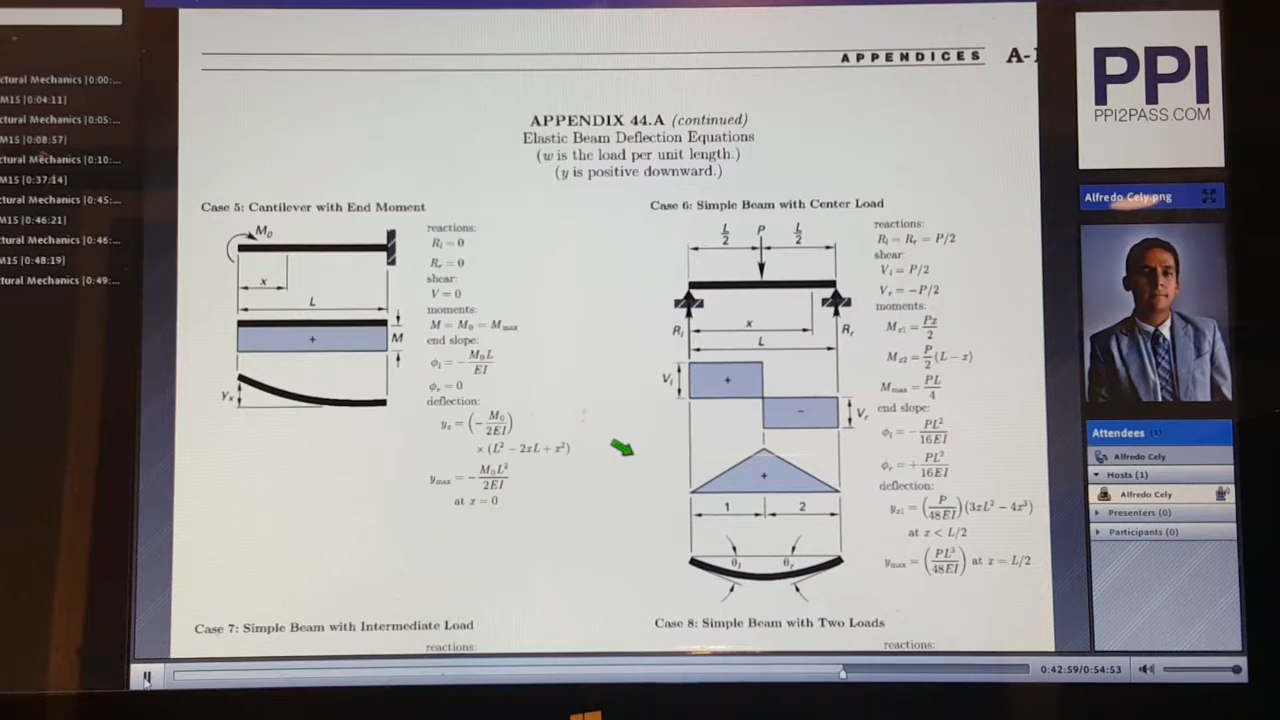 APPENDICES A-1
APPENDIX 44.A (continued)
Elastic Beam Deflection Equations
(w is the load per unit length.)
(y is positive downward.)
Case 5: Cantilever with End Moment
M₀
x
L
+
M
yₓ
reactions:
Rₗ = 0
Rᵣ = 0
shear:
V = 0
moments:
M = M₀ = Mmax
end slope:
ϕₗ = −M₀L/EI
ϕᵣ = 0
deflection:
yₓ = (−M₀/2EI)
× (L² − 2xL + x²)
ymax = −M₀L²/2EI
at x = 0
Case 6: Simple Beam with Center Load
L/2 P L/2
Rₗ x Rᵣ
L
Vₗ +
− Vᵣ
+
1 2
θₗ θᵣ
reactions:
Rₗ = Rᵣ = P/2
shear:
Vₗ = P/2
Vᵣ = −P/2
moments:
Mx1 = Px/2
Mx2 = P/2 (L − x)
Mmax = PL/4
end slope:
ϕₗ = −PL²/16EI
ϕᵣ = +PL²/16EI
deflection:
yx1 = (P/48EI)(3xL² − 4x³)
at x < L/2
ymax = (PL³/48EI) at x = L/2
Case 7: Simple Beam with Intermediate Load
reactions:
Case 8: Simple Beam with Two Loads
reactions:
ctural Mechanics [0:00:...
M15 [0:04:11]
ctural Mechanics [0:05:...
M15 [0:08:57]
ctural Mechanics [0:10:...
M15 [0:37:14]
ctural Mechanics [0:45:...
M15 [0:46:21]
ctural Mechanics [0:46:...
M15 [0:48:19]
ctural Mechanics [0:49:...
PPI
PPI2PASS.COM
Alfredo Cely.png
Attendees (1)
Alfredo Cely
Hosts (1)
Alfredo Cely
Presenters (0)
Participants (0)
0:42:59/0:54:53